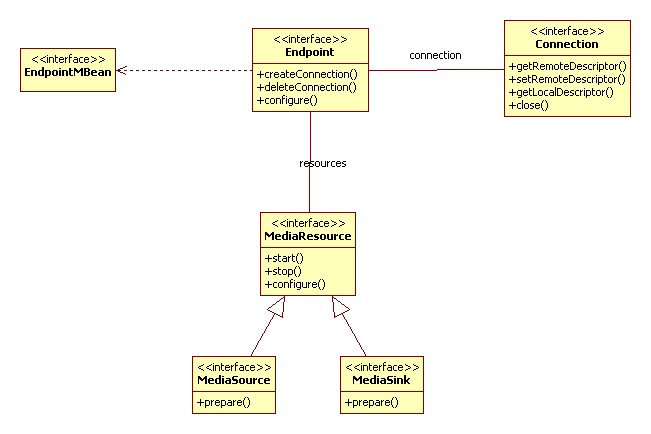 <<interface>>
EndpointMBean
<<interface>>
Endpoint
+createConnection()
+deleteConnection()
+configure()
connection
<<interface>>
Connection
+getRemoteDescriptor()
+setRemoteDescriptor()
+getLocalDescriptor()
+close()
resources
<<interface>>
MediaResource
+start()
+stop()
+configure()
<<interface>>
MediaSource
+prepare()
<<interface>>
MediaSink
+prepare()